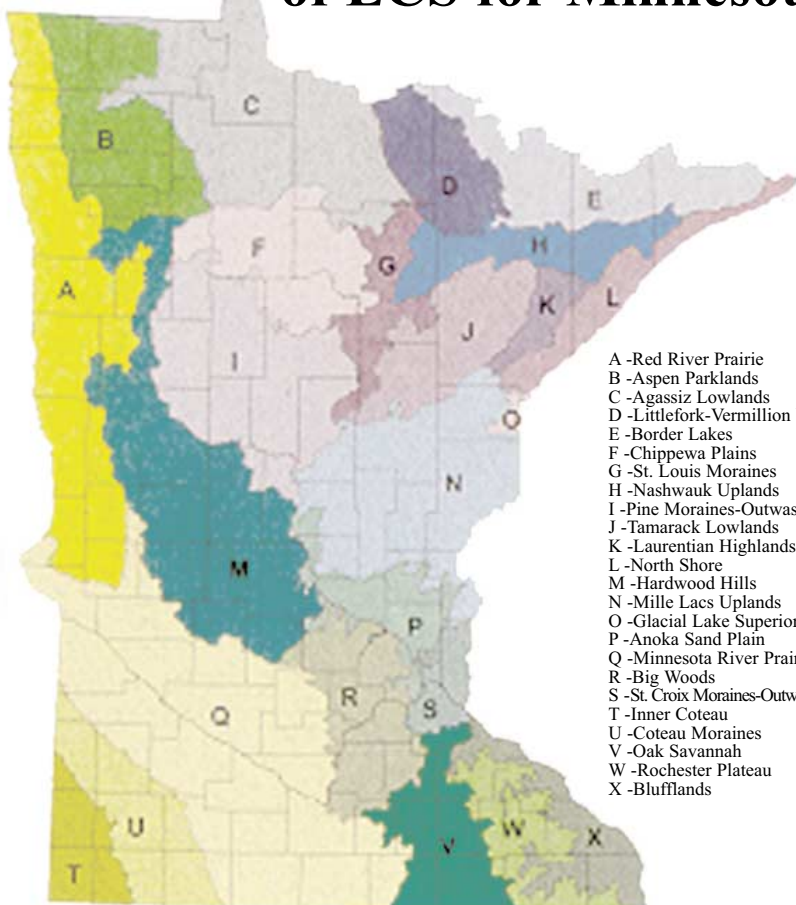 of ECS for Minnesot
C
B
D
E
F
H
G
A
L
K
J
I
O
N
M
P
R
S
Q
U
W
X
V
T
A -Red River Prairie
B -Aspen Parklands
C -Agassiz Lowlands
D -Littlefork-Vermillion
E -Border Lakes
F -Chippewa Plains
G -St. Louis Moraines
H -Nashwauk Uplands
I -Pine Moraines-Outwas
J -Tamarack Lowlands
K -Laurentian Highlands
L -North Shore
M -Hardwood Hills
N -Mille Lacs Uplands
O -Glacial Lake Superior
P -Anoka Sand Plain
Q -Minnesota River Prair
R -Big Woods
S -St. Croix Moraines-Outw
T -Inner Coteau
U -Coteau Moraines
V -Oak Savannah
W -Rochester Plateau
X -Blufflands